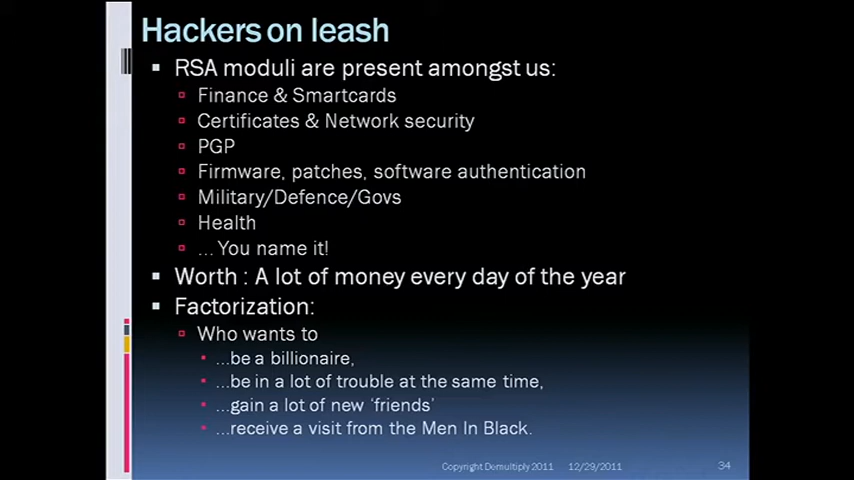 Hackers on leash
RSA moduli are present amongst us:
Finance & Smartcards
Certificates & Network security
PGP
Firmware, patches, software authentication
Military/Defence/Govs
Health
... You name it!
Worth : A lot of money every day of the year
Factorization:
Who wants to
...be a billionaire,
...be in a lot of trouble at the same time,
...gain a lot of new 'friends'
...receive a visit from the Men In Black.
Copyright Demultiply 2011 12/29/2011 34